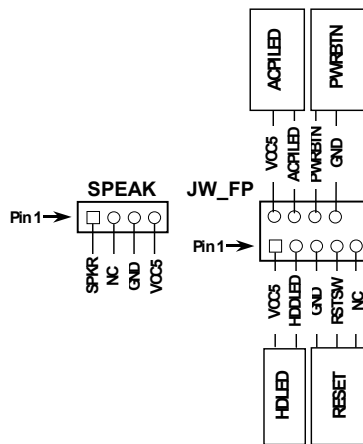 ACPILED
PWRBTN
VCC5
ACPILED
PWRBTN
GND
SPEAK
JW_FP
Pin1
Pin1
SPKR
NC
GND
VCC5
VCC5
HDDLED
GND
RSTSW
NC
HDLED
RESET